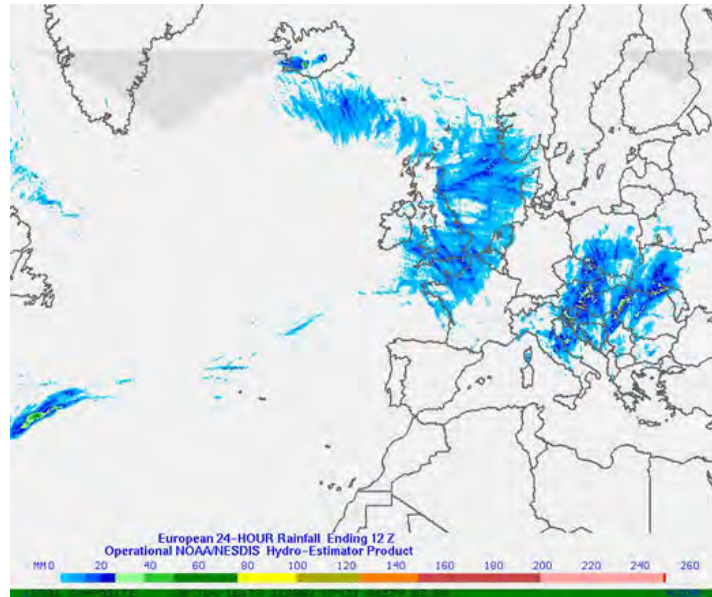 European 24-HOUR Rainfall Ending 12 Z
Operational NOAA/NESDIS Hydro-Estimator Product
MM 0 20 40 60 80 100 120 140 160 180 200 220 240 260